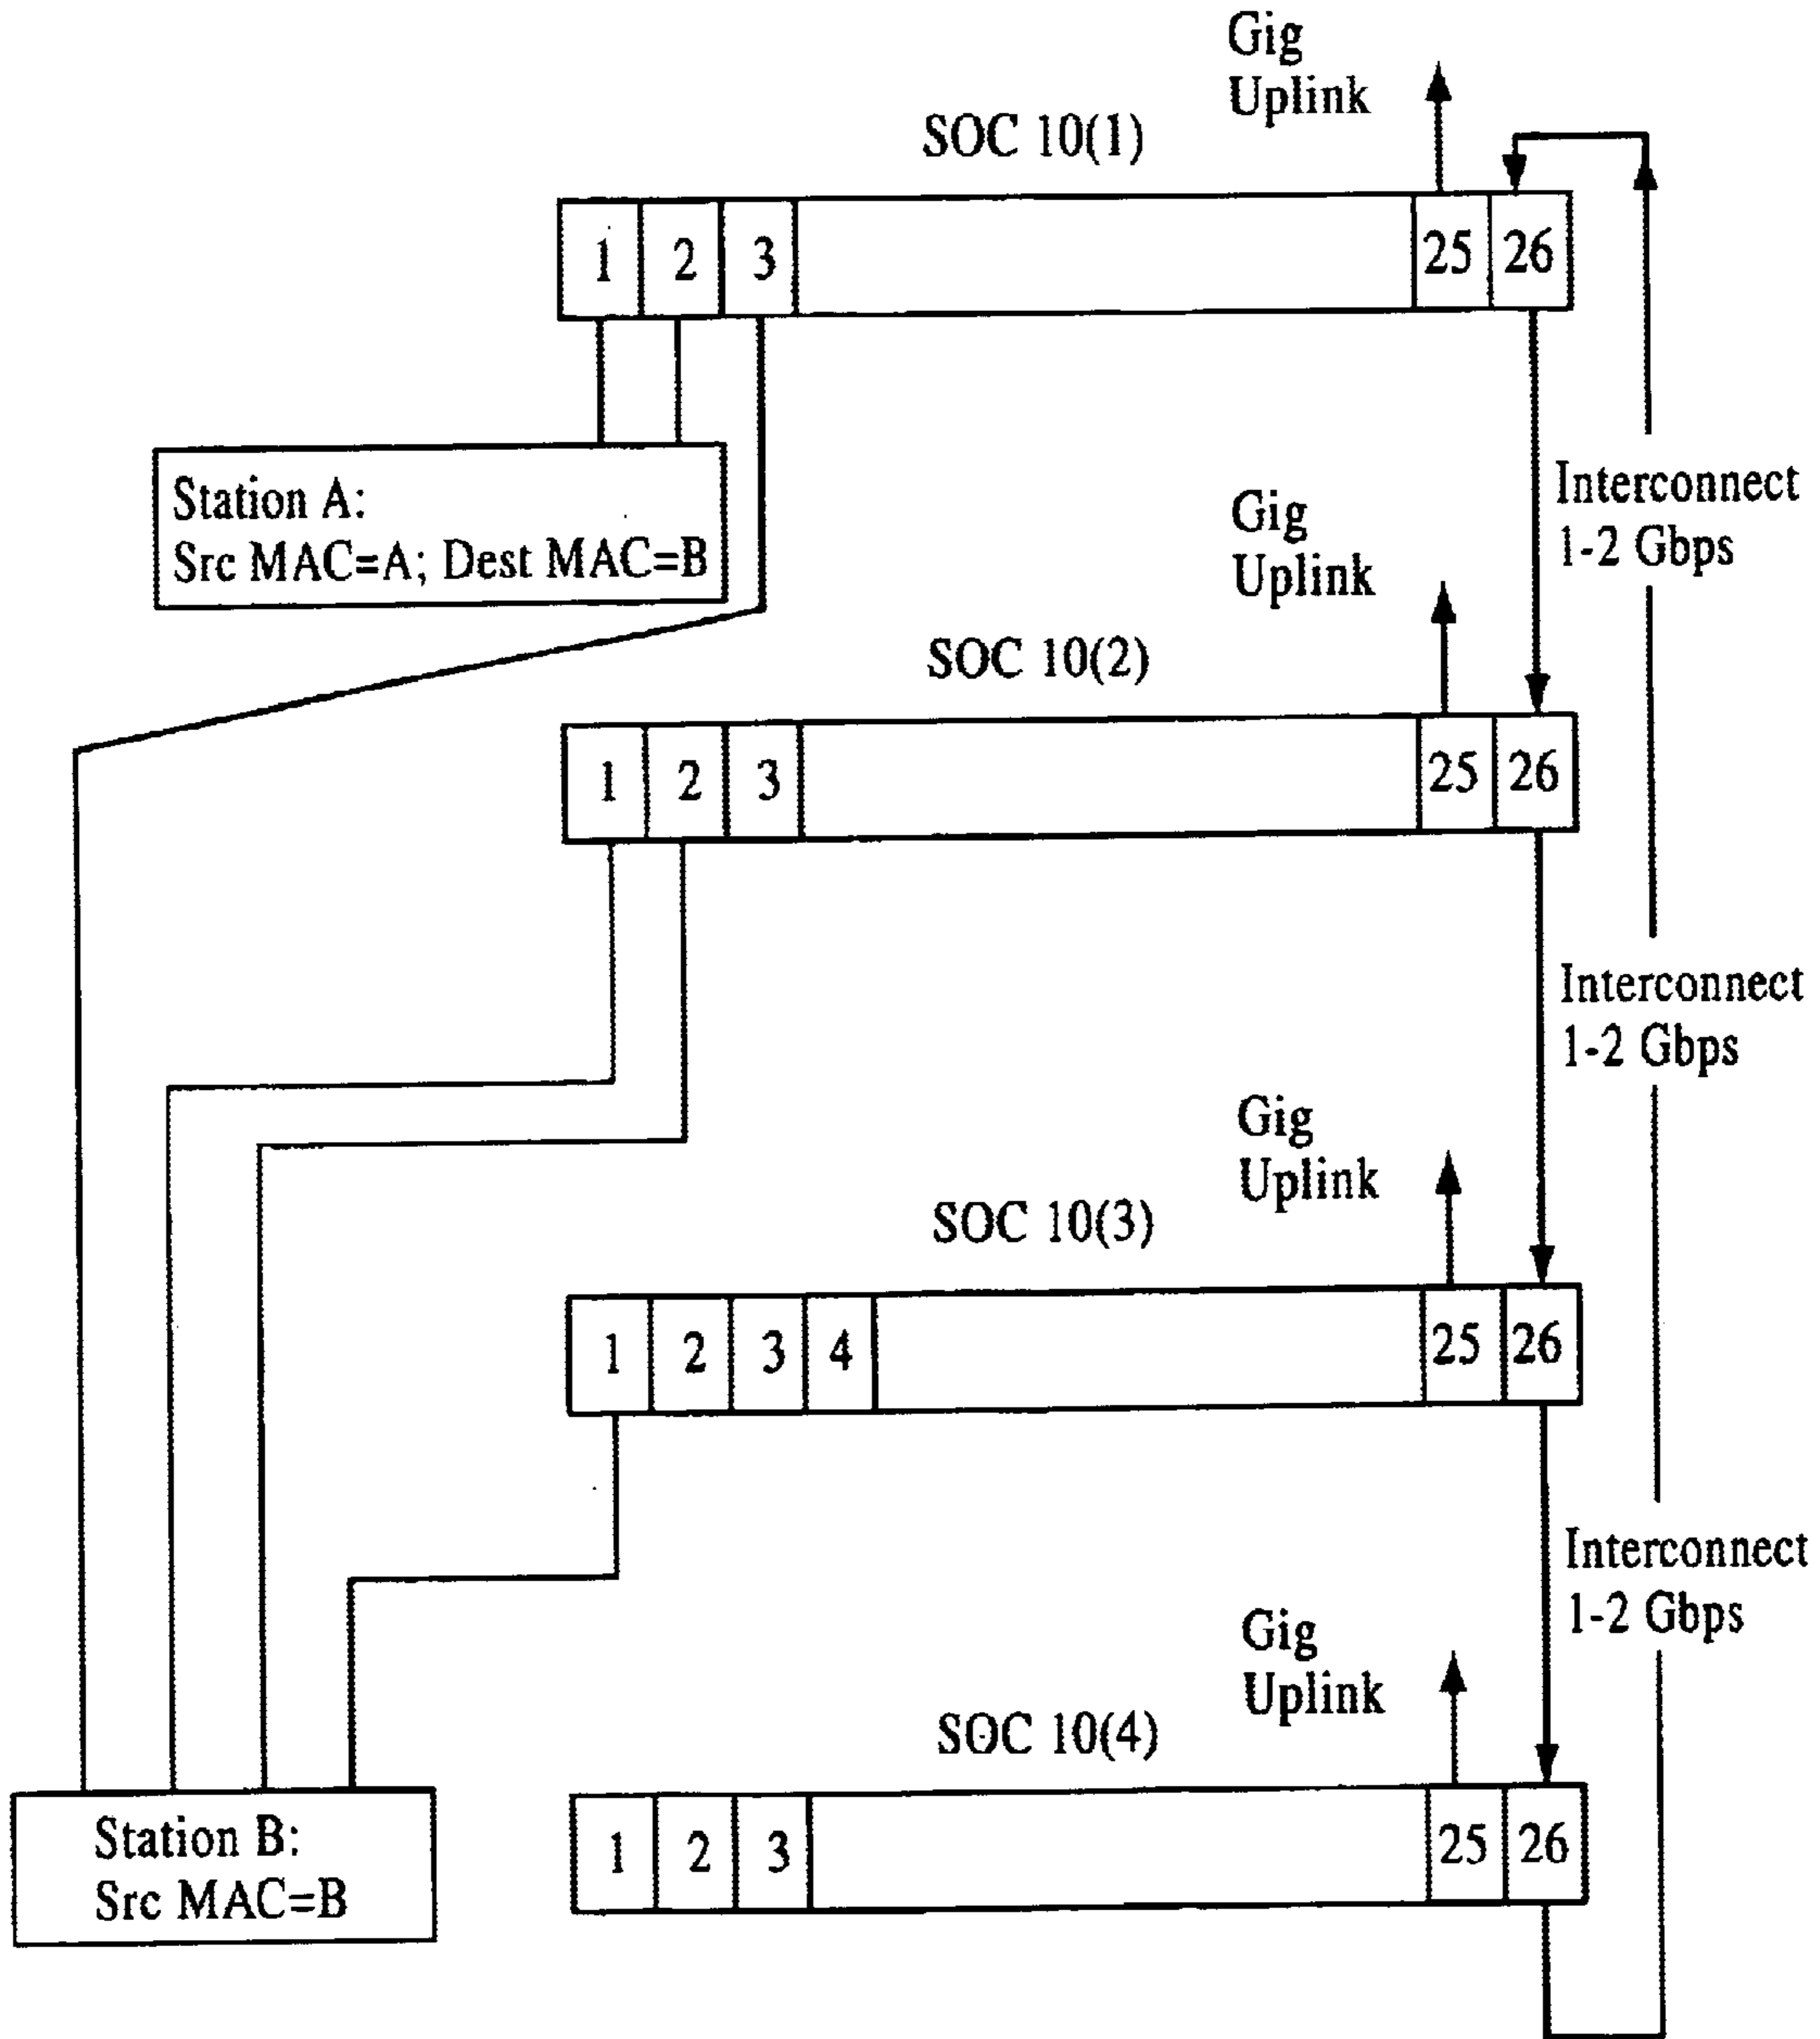 Gig
Uplink
SOC 10(1)
1 2 3 25 26
Station A:
Src MAC=A; Dest MAC=B
Interconnect
1-2 Gbps
Gig
Uplink
SOC 10(2)
1 2 3 25 26
Interconnect
1-2 Gbps
Gig
Uplink
SOC 10(3)
1 2 3 4 25 26
Interconnect
1-2 Gbps
Gig
Uplink
SOC 10(4)
1 2 3 25 26
Station B:
Src MAC=B